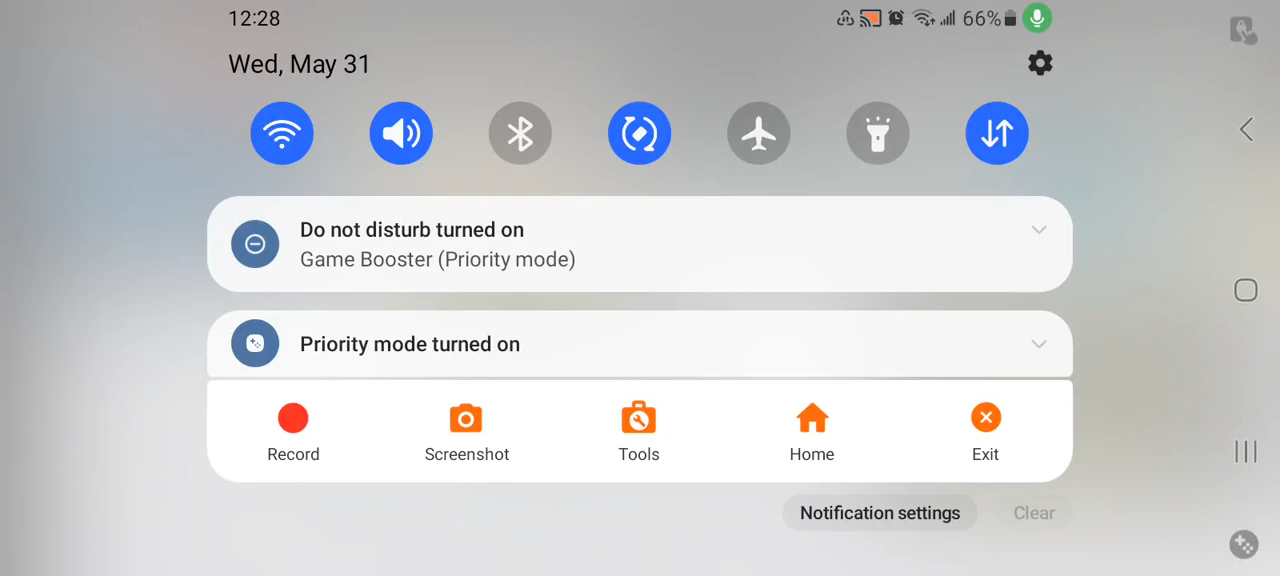 12:28
66%
Wed, May 31
Do not disturb turned on
Game Booster (Priority mode)
Priority mode turned on
Record
Screenshot
Tools
Home
Exit
Notification settings
Clear